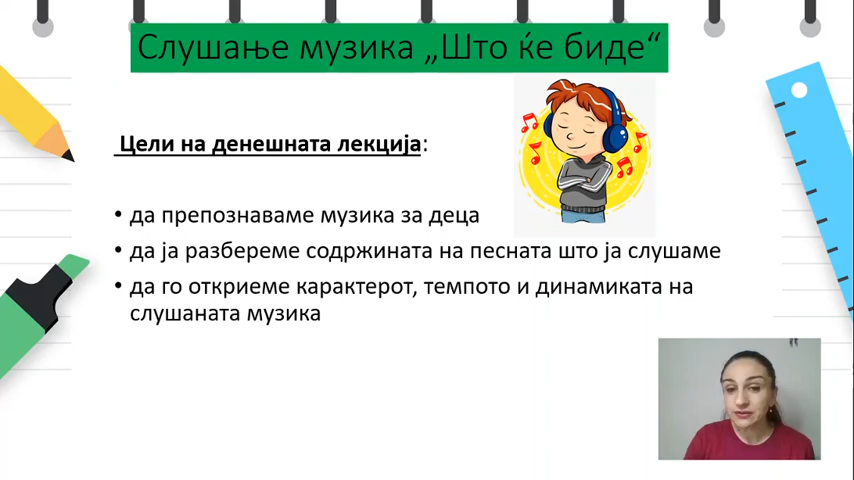 Слушање музика „Што ќе биде“
Цели на денешната лекција:
• да препознаваме музика за деца
• да ја разбереме содржината на песната што ја слушаме
• да го откриеме карактерот, темпото и динамиката на
слушаната музика